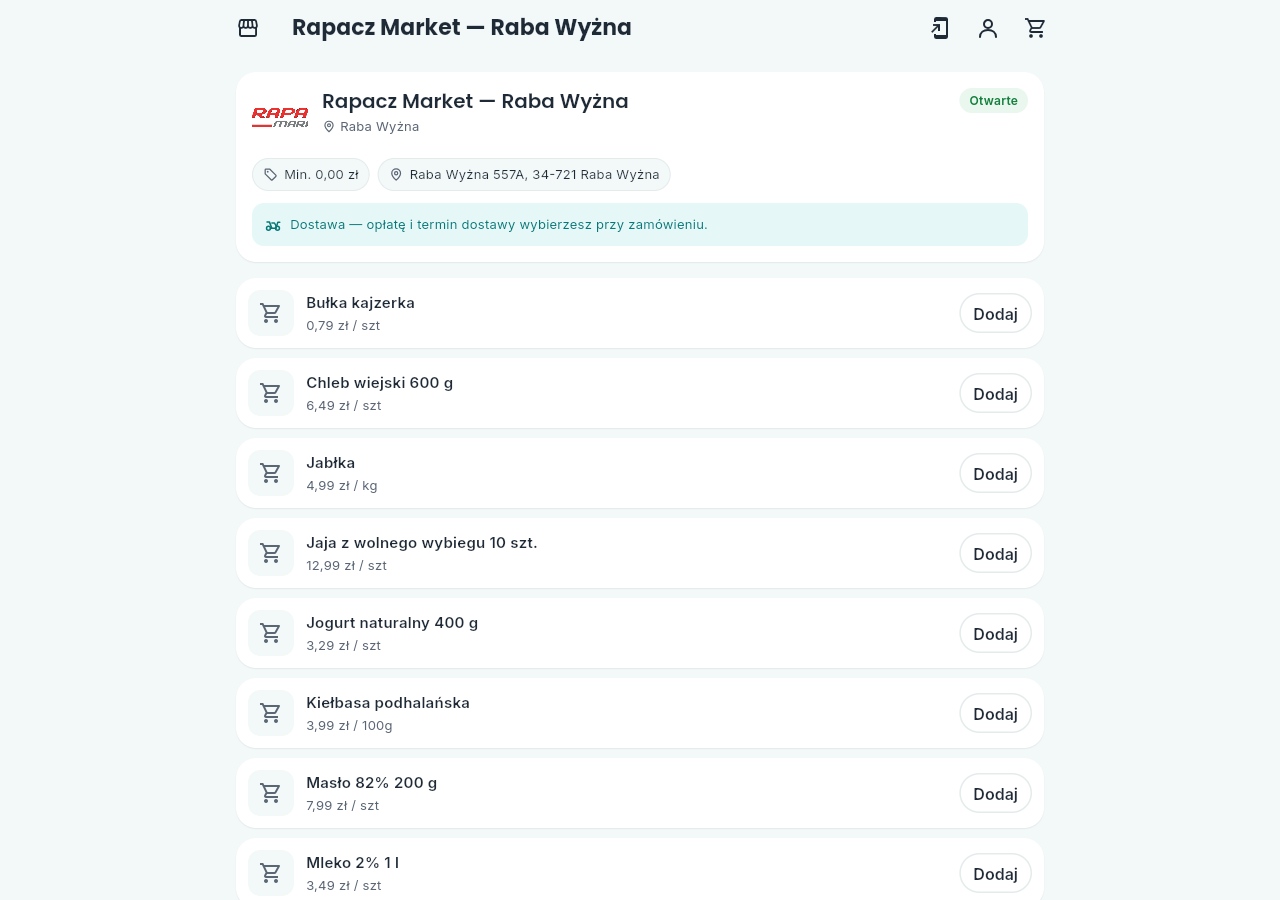 Rapacz Market — Raba Wyżna
Rapacz Market — Raba Wyżna
Otwarte
RAPA
MARI
Raba Wyżna
Min. 0,00 zł
Raba Wyżna 557A, 34-721 Raba Wyżna
Dostawa — opłatę i termin dostawy wybierzesz przy zamówieniu.
Bułka kajzerka
0,79 zł / szt
Dodaj
Chleb wiejski 600 g
6,49 zł / szt
Dodaj
Jabłka
4,99 zł / kg
Dodaj
Jaja z wolnego wybiegu 10 szt.
12,99 zł / szt
Dodaj
Jogurt naturalny 400 g
3,29 zł / szt
Dodaj
Kiełbasa podhalańska
3,99 zł / 100g
Dodaj
Masło 82% 200 g
7,99 zł / szt
Dodaj
Mleko 2% 1 l
3,49 zł / szt
Dodaj